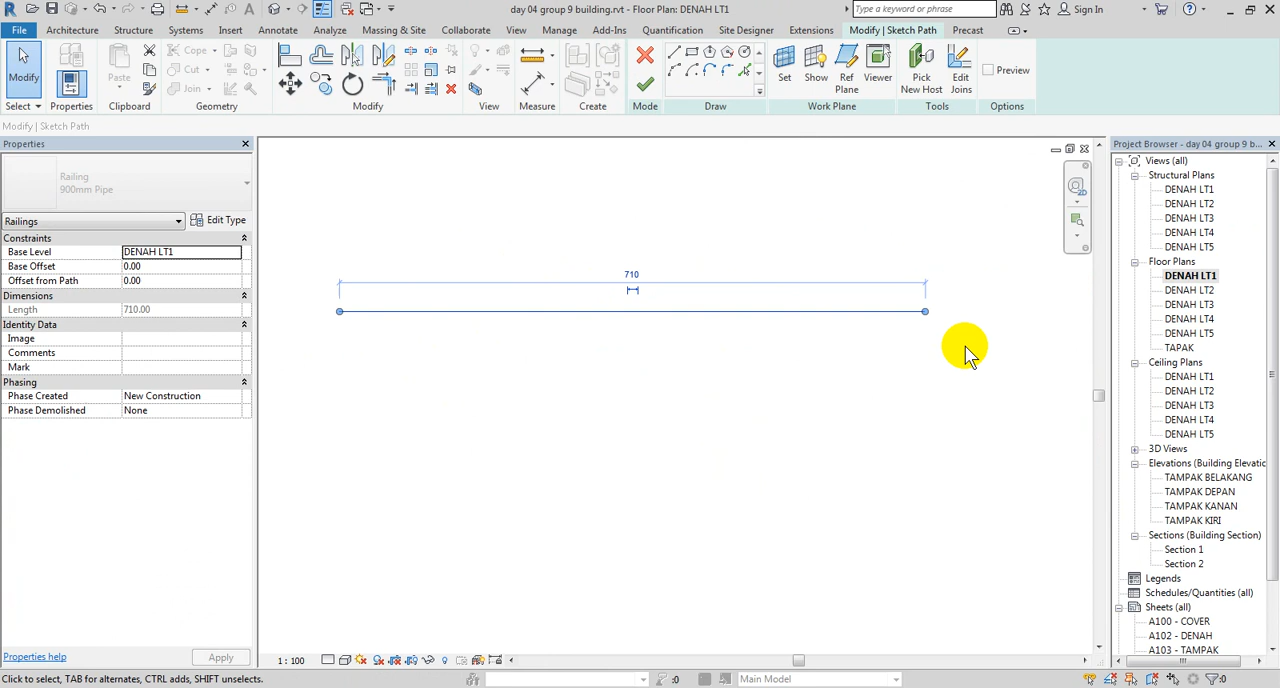 day 04 group 9 building.rvt - Floor Plan: DENAH LT1
Type a keyword or phrase
Sign In
File
Architecture
Structure
Systems
Insert
Annotate
Analyze
Massing & Site
Collaborate
View
Manage
Add-Ins
Quantification
Site Designer
Extensions
Modify | Sketch Path
Precast
Modify
Properties
Paste
Cope
Cut
Join
Set
Show
Ref
Plane
Viewer
Pick
New Host
Edit
Joins
Preview
Select
Properties
Clipboard
Geometry
Modify
View
Measure
Create
Mode
Draw
Work Plane
Tools
Options
Modify | Sketch Path
Properties
Railing
900mm Pipe
Railings
Edit Type
Constraints
Base Level DENAH LT1
Base Offset 0.00
Offset from Path 0.00
Dimensions
Length 710.00
Identity Data
Image
Comments
Mark
Phasing
Phase Created New Construction
Phase Demolished None
Properties help
Apply
710
2D
Project Browser - day 04 group 9 b...
Views (all)
Structural Plans
DENAH LT1
DENAH LT2
DENAH LT3
DENAH LT4
DENAH LT5
Floor Plans
DENAH LT1
DENAH LT2
DENAH LT3
DENAH LT4
DENAH LT5
TAPAK
Ceiling Plans
DENAH LT1
DENAH LT2
DENAH LT3
DENAH LT4
DENAH LT5
3D Views
Elevations (Building Elevatic
TAMPAK BELAKANG
TAMPAK DEPAN
TAMPAK KANAN
TAMPAK KIRI
Sections (Building Section)
Section 1
Section 2
Legends
Schedules/Quantities (all)
Sheets (all)
A100 - COVER
A102 - DENAH
A103 - TAMPAK
1 : 100
Click to select, TAB for alternates, CTRL adds, SHIFT unselects.
:0
Main Model
:0